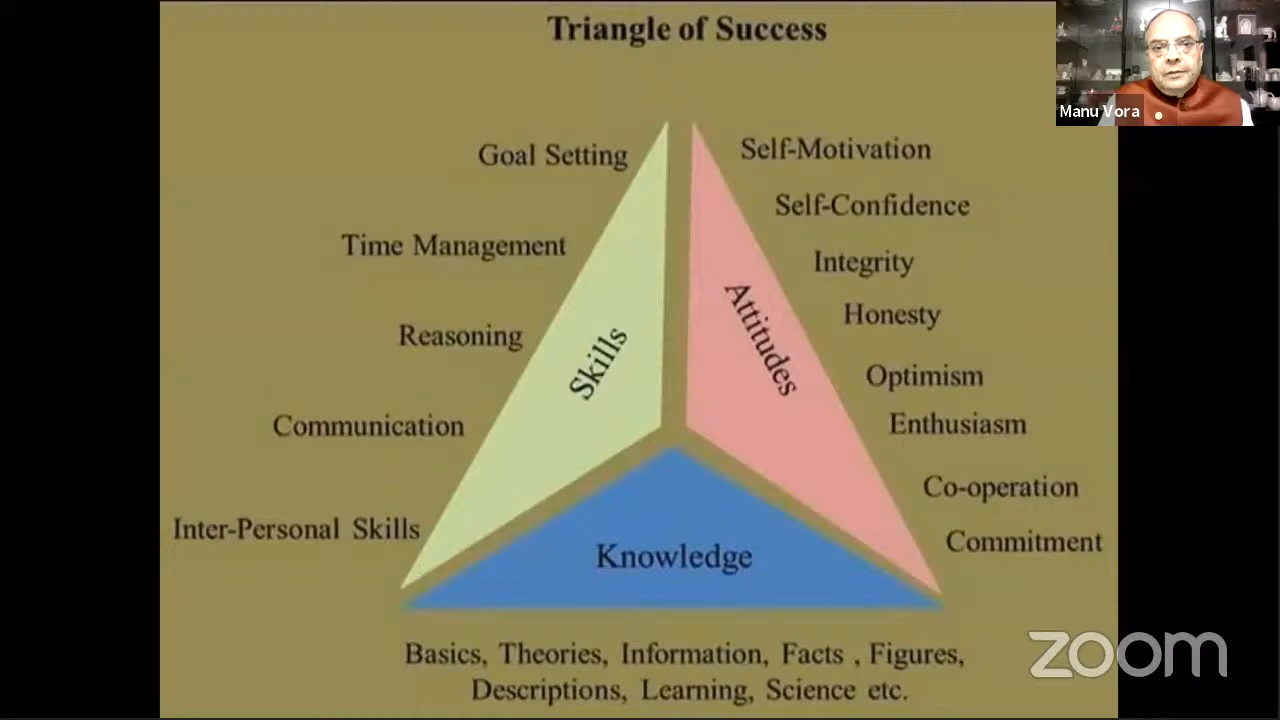 Triangle of Success
Manu Vora
Goal Setting
Time Management
Reasoning
Communication
Inter-Personal Skills
Skills
Attitudes
Self-Motivation
Self-Confidence
Integrity
Honesty
Optimism
Enthusiasm
Co-operation
Commitment
Knowledge
Basics, Theories, Information, Facts , Figures,
Descriptions, Learning, Science etc.
zoom